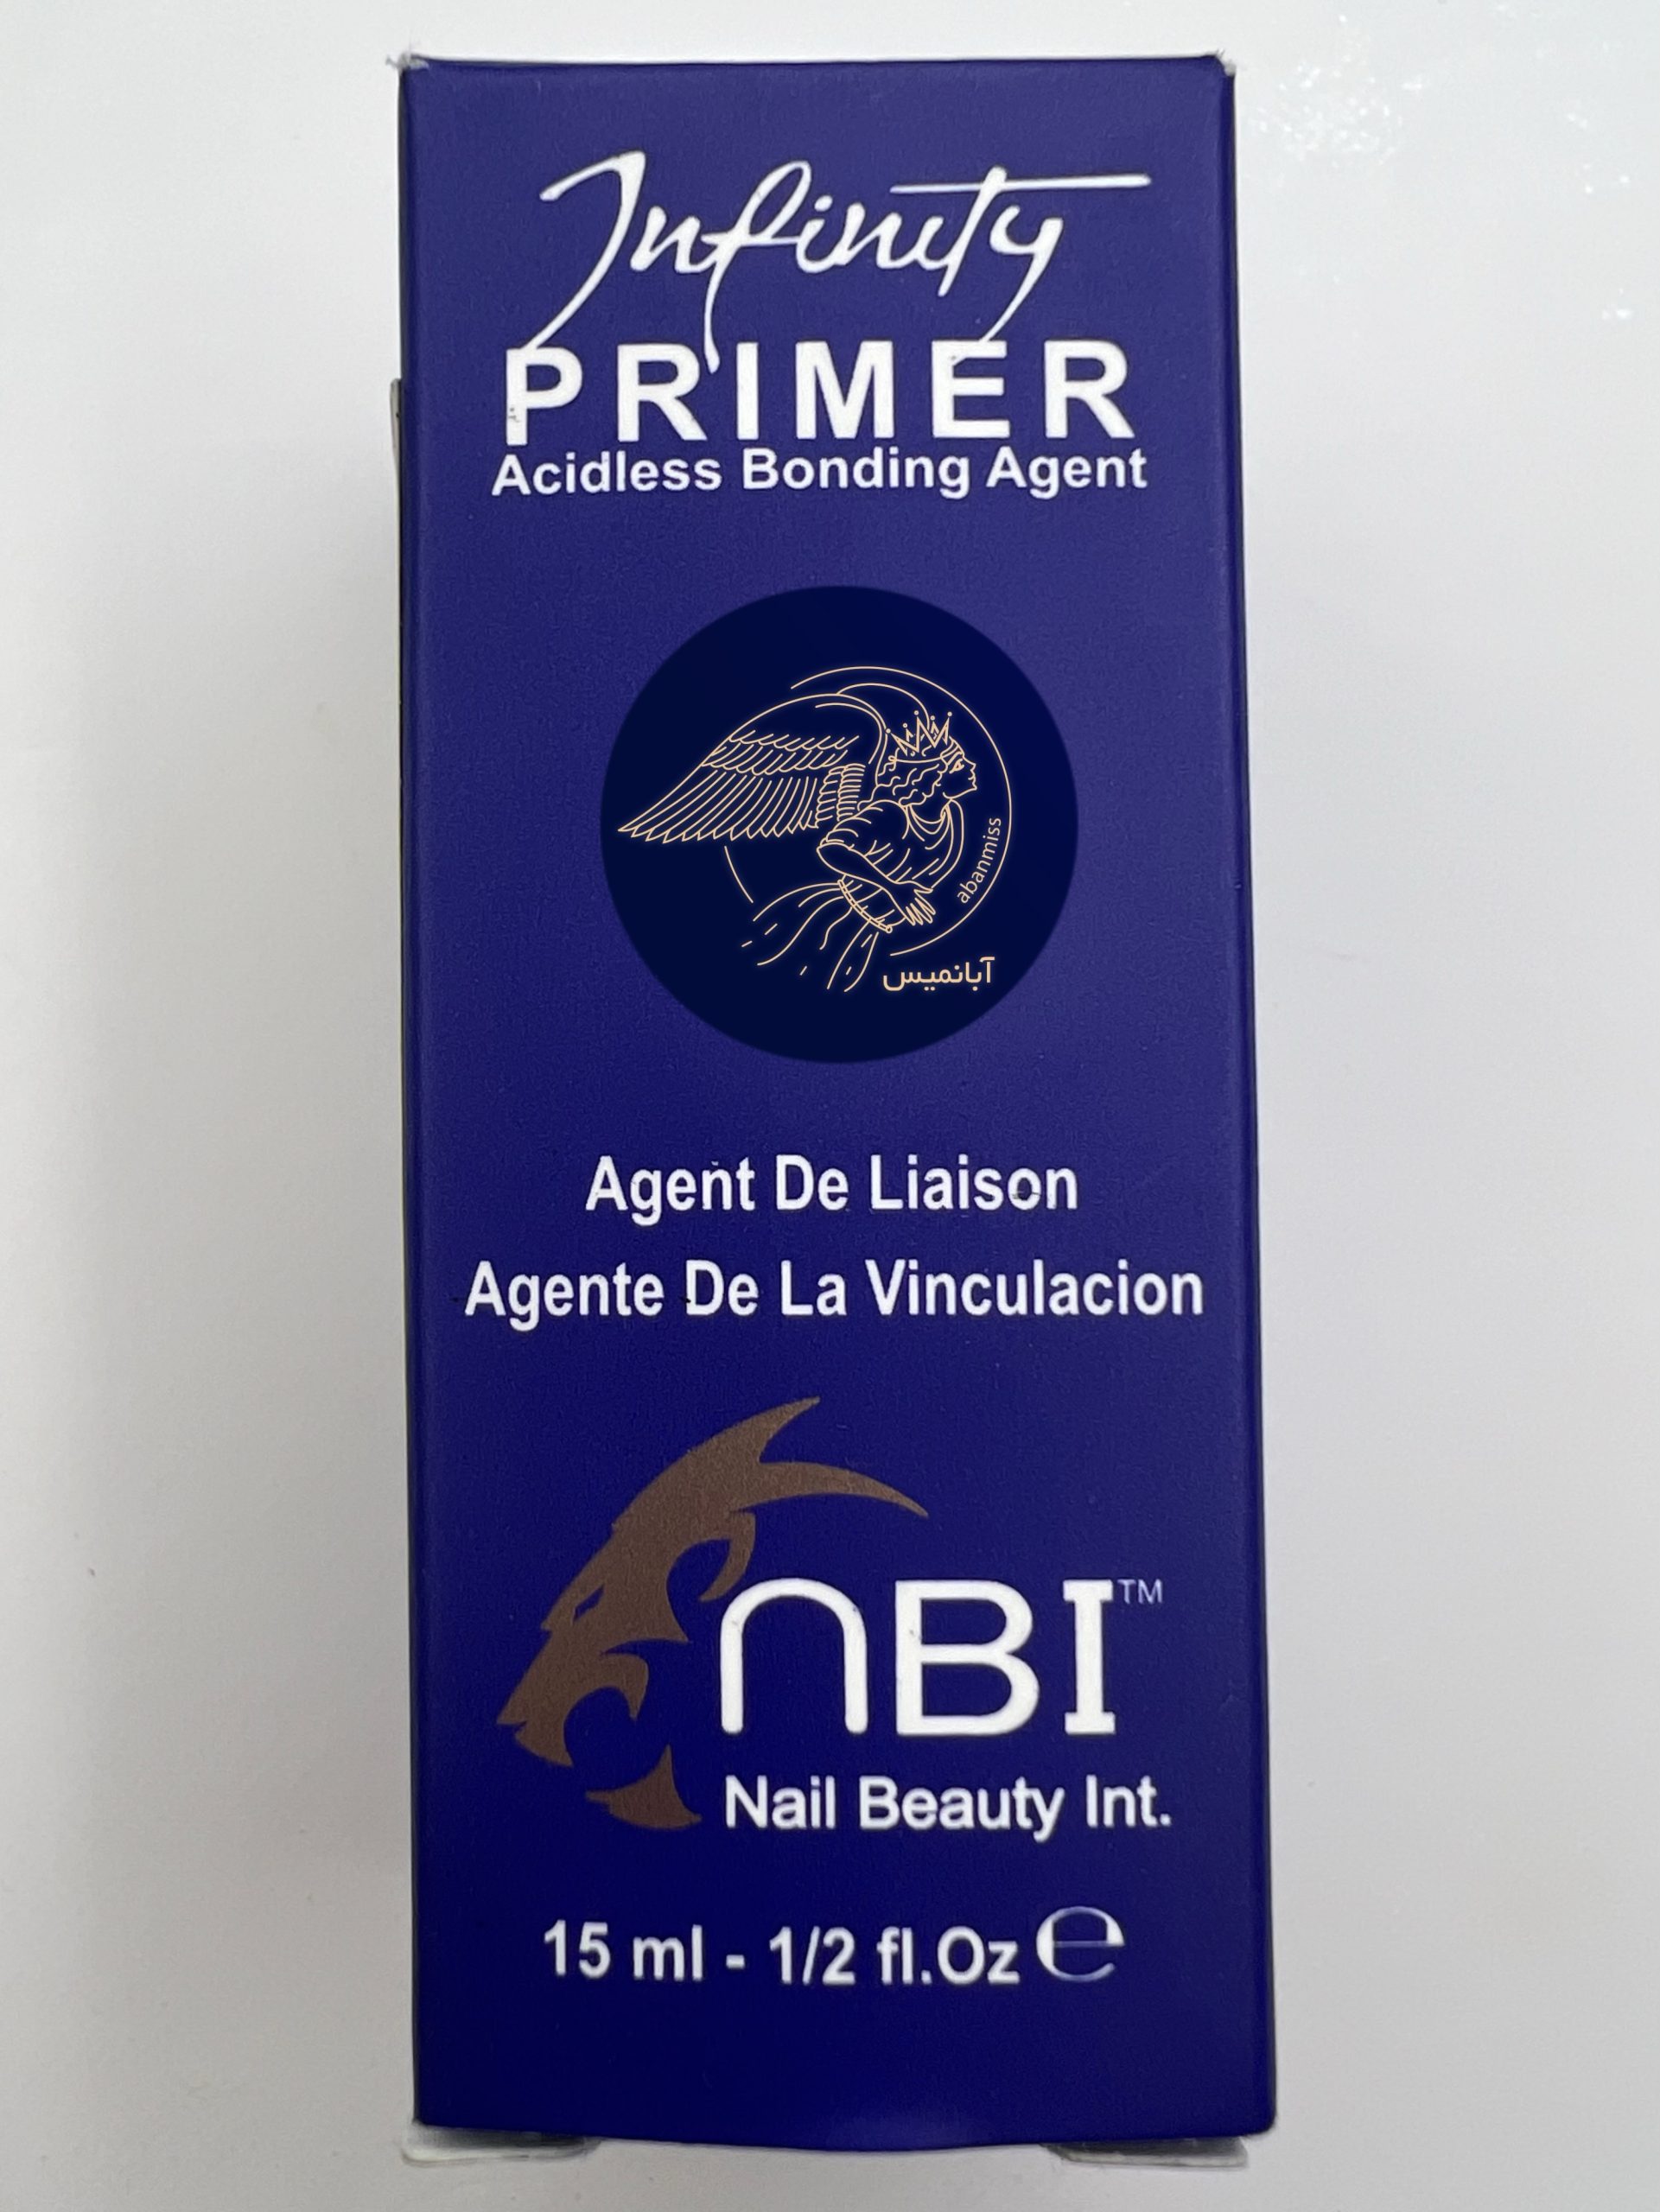 Infinity
PRIMER
Acidless Bonding Agent
abanmiss
آبانمیس
Agent De Liaison
Agente De La Vinculacion
NBI™
Nail Beauty Int.
15 ml - 1/2 fl.Oz ℮